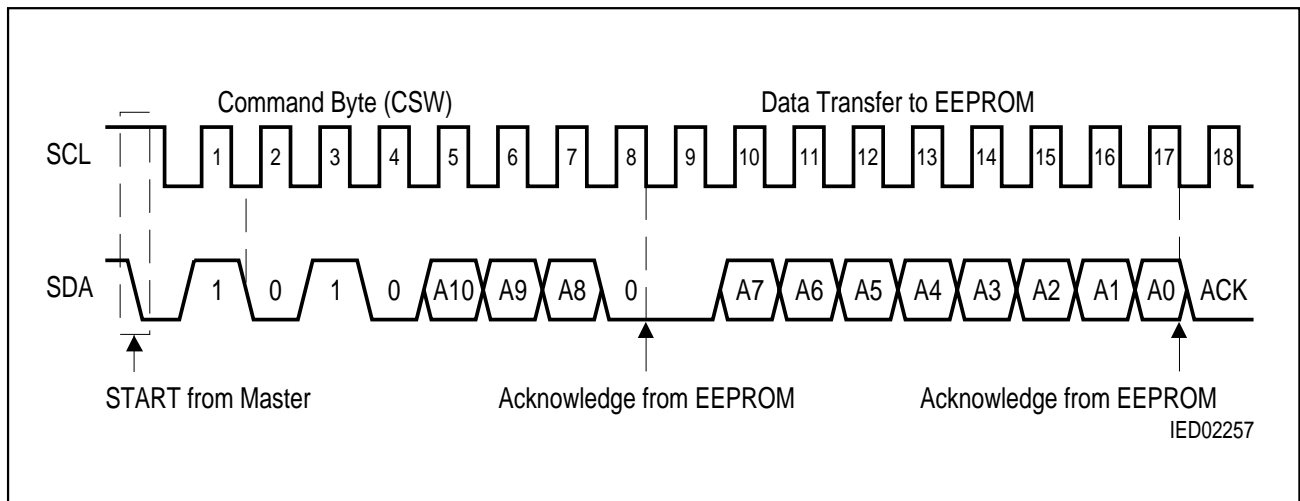 Command Byte (CSW) Data Transfer to EEPROM
SCL 1 2 3 4 5 6 7 8 9 10 11 12 13 14 15 16 17 18
SDA 1 0 1 0 A10 A9 A8 0 A7 A6 A5 A4 A3 A2 A1 A0 ACK
START from Master Acknowledge from EEPROM Acknowledge from EEPROM
IED02257